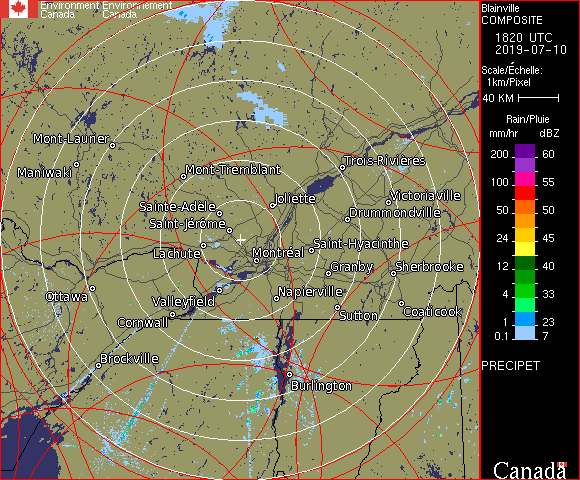 Environment Environnement
Canada Canada
Blainville
COMPOSITE
1820 UTC
2019-07-10
Scale/Échelle:
1km/Pixel
40 KM
Rain/Pluie
mm/hr dBZ
200 60
100 55
50 50
24 45
12 40
4 33
1 23
0.1 7
PRECIPET
Canada
Mont-Laurier
Maniwaki
Mont-Tremblant
Trois-Rivières
Joliette
Victoriaville
Sainte-Adèle
Drummondville
Saint-Jérôme
Saint-Hyacinthe
Lachute
Montréal
Granby
Sherbrooke
Ottawa
Valleyfield
Napierville
Coaticook
Cornwall
Sutton
Brockville
Burlington